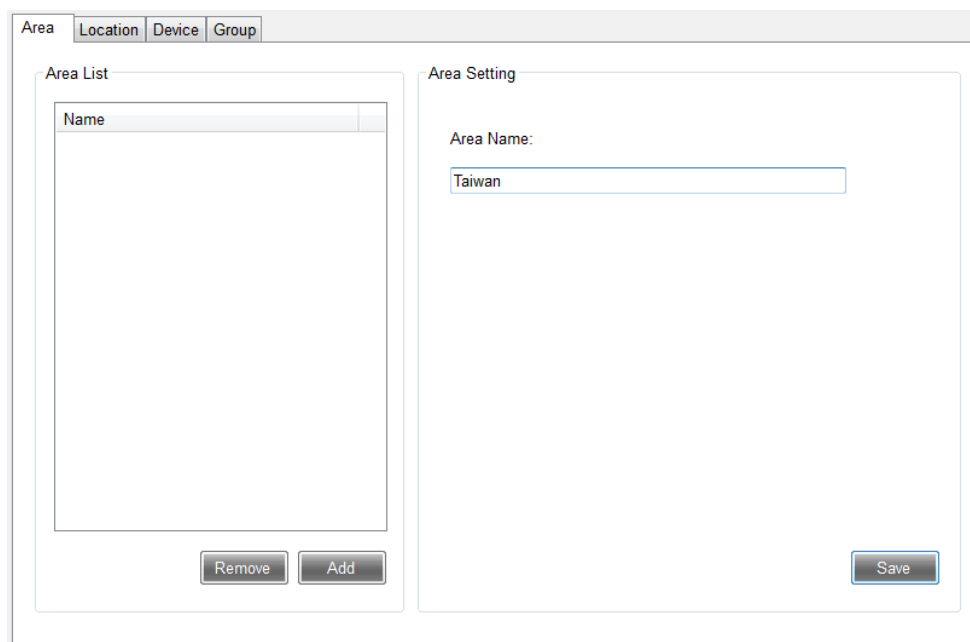 Area Location Device Group
Area List
Name
Remove Add
Area Setting
Area Name:
Taiwan
Save